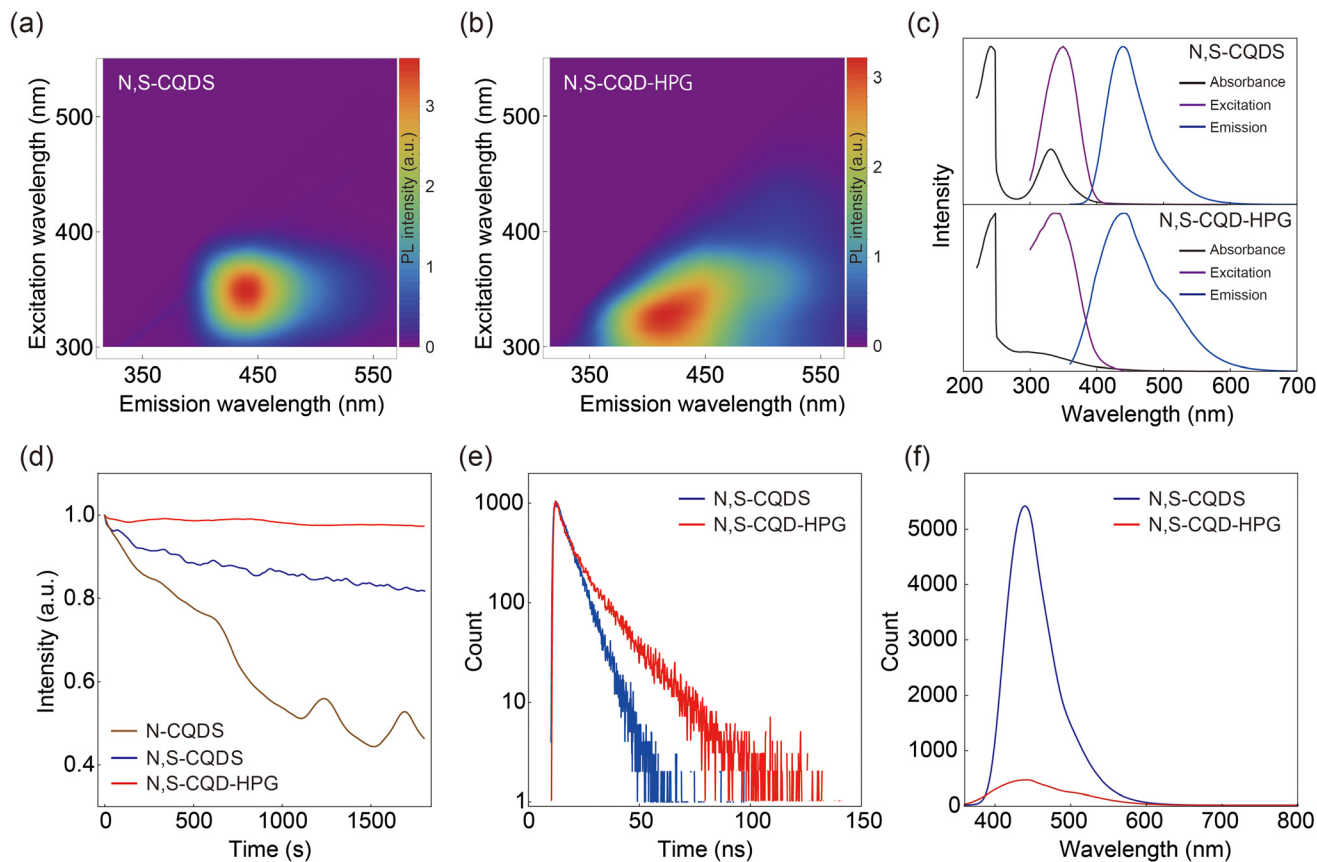 (a)
N,S-CQDS
Excitation wavelength (nm)
500
400
300
350
450
550
Emission wavelength (nm)
PL intensity (a.u.)
3
2
1
0
(b)
N,S-CQD-HPG
Excitation wavelength (nm)
500
400
300
350
450
550
Emission wavelength (nm)
PL intensity (a.u.)
3
2
1
0
(c)
N,S-CQDS
Absorbance
Excitation
Emission
N,S-CQD-HPG
Absorbance
Excitation
Emission
Intensity
200
300
400
500
600
700
Wavelength (nm)
(d)
Intensity (a.u.)
1.0
0.8
0.6
0.4
N-CQDS
N,S-CQDS
N,S-CQD-HPG
0
500
1000
1500
Time (s)
(e)
Count
1000
100
10
1
N,S-CQDS
N,S-CQD-HPG
0
50
100
150
Time (ns)
(f)
Count
5000
4000
3000
2000
1000
0
N,S-CQDS
N,S-CQD-HPG
400
500
600
700
800
Wavelength (nm)